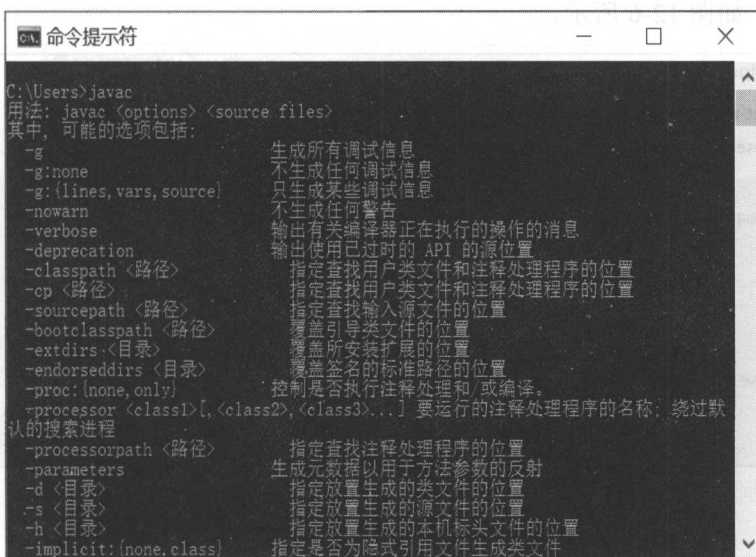 命令提示符
C:\Users>javac
用法: javac <options> <source files>
其中, 可能的选项包括:
-g 生成所有调试信息
-g:none 不生成任何调试信息
-g:{lines,vars,source} 只生成某些调试信息
-nowarn 不生成任何警告
-verbose 输出有关编译器正在执行的操作的消息
-deprecation 输出使用已过时的 API 的源位置
-classpath <路径> 指定查找用户类文件和注释处理程序的位置
-cp <路径> 指定查找用户类文件和注释处理程序的位置
-sourcepath <路径> 指定查找输入源文件的位置
-bootclasspath <路径> 覆盖引导类文件的位置
-extdirs <目录> 覆盖所安装扩展的位置
-endorseddirs <目录> 覆盖签名的标准路径的位置
-proc:{none,only} 控制是否执行注释处理和/或编译。
-processor <class1>[,<class2>,<class3>...] 要运行的注释处理程序的名称; 绕过默
认的搜索进程
-processorpath <路径> 指定查找注释处理程序的位置
-parameters 生成元数据以用于方法参数的反射
-d <目录> 指定放置生成的类文件的位置
-s <目录> 指定放置生成的源文件的位置
-h <目录> 指定放置生成的本机标头文件的位置
-implicit:{none,class} 指定是否为隐式引用文件生成类文件